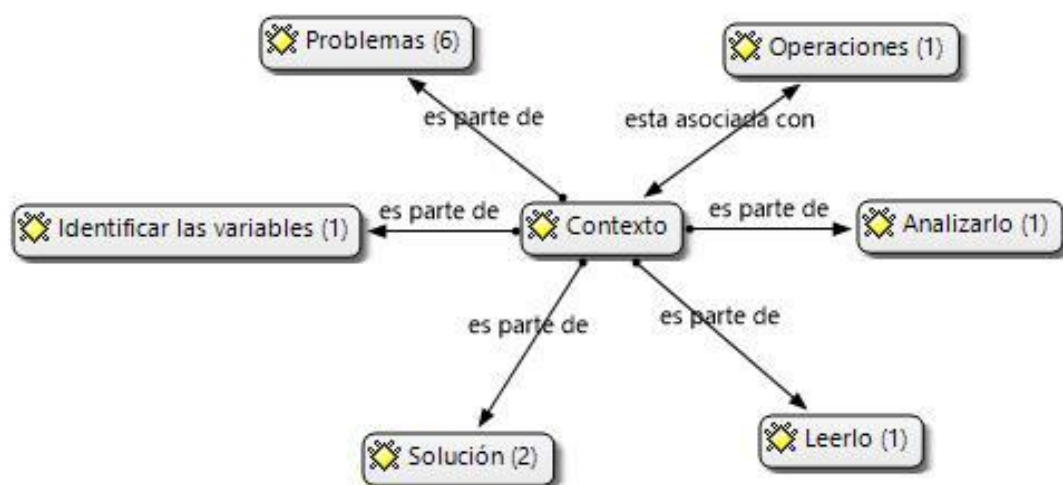 Problemas (6)
Operaciones (1)
es parte de
esta asociada con
Identificar las variables (1)
es parte de
Contexto
es parte de
Analizarlo (1)
es parte de
es parte de
Solución (2)
Leerlo (1)